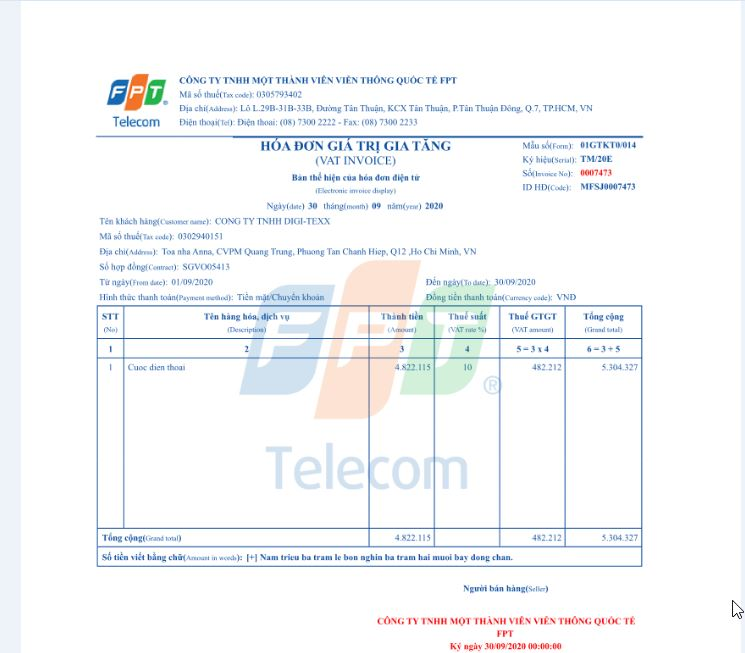 FPT
Telecom
CÔNG TY TNHH MỘT THÀNH VIÊN VIỄN THÔNG QUỐC TẾ FPT
Mã số thuế(Tax code): 0305793402
Địa chỉ(Address): Lô L.29B-31B-33B, Đường Tân Thuận, KCX Tân Thuận, P.Tân Thuận Đông, Q.7, TP.HCM, VN
Điện thoại(Tel): Điện thoai: (08) 7300 2222 - Fax: (08) 7300 2233
HÓA ĐƠN GIÁ TRỊ GIA TĂNG
(VAT INVOICE)
Bản thể hiện của hóa đơn điện tử
(Electronic invoice display)
Ngày(date) 30 tháng(month) 09 năm(year) 2020
Mẫu số(Form): 01GTKT0/014
Ký hiệu(Serial): TM/20E
Số(Invoice No): 0007473
ID HĐ(Code): MFSJ0007473
Tên khách hàng(Customer name): CONG TY TNHH DIGI-TEXX
Mã số thuế(Tax code): 0302940151
Địa chỉ(Address): Toa nha Anna, CVPM Quang Trung, Phuong Tan Chanh Hiep, Q12 ,Ho Chi Minh, VN
Số hợp đồng(Contract): SGVO05413
Từ ngày(From date): 01/09/2020 Đến ngày(To date): 30/09/2020
Hình thức thanh toán(Payment method): Tiền mặt/Chuyển khoản Đồng tiền thanh toán(Currency code): VNĐ
STT Tên hàng hóa, dịch vụ Thành tiền Thuế suất Thuế GTGT Tổng cộng
(No) (Description) (Amount) (VAT rate %) (VAT amount) (Grand total)
1 2 3 4 5 = 3 x 4 6 = 3 + 5
1 Cuoc dien thoai 4.822.115 10 482.212 5.304.327
FPT®
Telecom
Tổng cộng(Grand total) 4.822.115 482.212 5.304.327
Số tiền viết bằng chữ(Amount in words): [+] Nam trieu ba tram le bon nghin ba tram hai muoi bay dong chan.
Người bán hàng(Seller)
CÔNG TY TNHH MỘT THÀNH VIÊN VIỄN THÔNG QUỐC TẾ
FPT
Ký ngày 30/09/2020 00:00:00